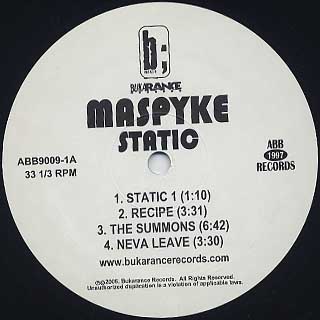 b;
BUKARANCE
MASPYKE
STATIC
ABB9009-1A
33 1/3 RPM
ABB
1997
RECORDS
1. STATIC 1 (1:10)
2. RECIPE (3:31)
3. THE SUMMONS (6:42)
4. NEVA LEAVE (3:30)
www.bukarancerecords.com
℗©2005, Bukarance Records. All Rights Reserved.
Unauthorized duplication is a violation of applicable laws.